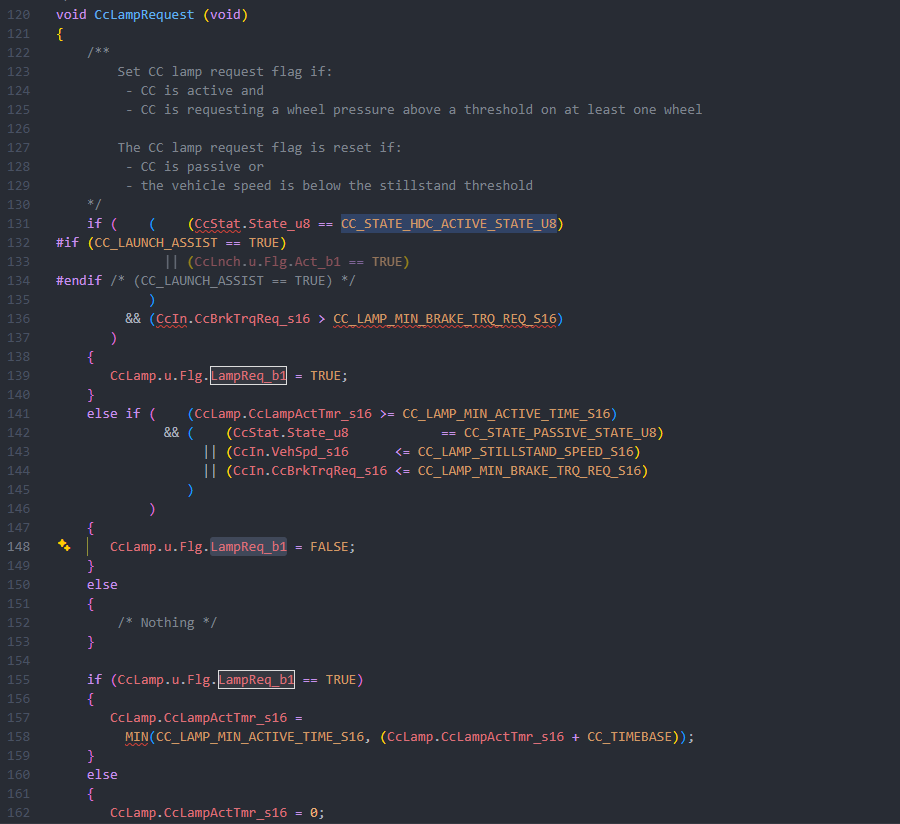 120 void CcLampRequest (void)
121 {
122 /**
123 Set CC lamp request flag if:
124 - CC is active and
125 - CC is requesting a wheel pressure above a threshold on at least one wheel
126
127 The CC lamp request flag is reset if:
128 - CC is passive or
129 - the vehicle speed is below the stillstand threshold
130 */
131 if ( ( (CcStat.State_u8 == CC_STATE_HDC_ACTIVE_STATE_U8)
132 #if (CC_LAUNCH_ASSIST == TRUE)
133 || (CcLnch.u.Flg.Act_b1 == TRUE)
134 #endif /* (CC_LAUNCH_ASSIST == TRUE) */
135 )
136 && (CcIn.CcBrkTrqReq_s16 > CC_LAMP_MIN_BRAKE_TRQ_REQ_S16)
137 )
138 {
139 CcLamp.u.Flg.LampReq_b1 = TRUE;
140 }
141 else if ( (CcLamp.CcLampActTmr_s16 >= CC_LAMP_MIN_ACTIVE_TIME_S16)
142 && ( (CcStat.State_u8 == CC_STATE_PASSIVE_STATE_U8)
143 || (CcIn.VehSpd_s16 <= CC_LAMP_STILLSTAND_SPEED_S16)
144 || (CcIn.CcBrkTrqReq_s16 <= CC_LAMP_MIN_BRAKE_TRQ_REQ_S16)
145 )
146 )
147 {
148 CcLamp.u.Flg.LampReq_b1 = FALSE;
149 }
150 else
151 {
152 /* Nothing */
153 }
154
155 if (CcLamp.u.Flg.LampReq_b1 == TRUE)
156 {
157 CcLamp.CcLampActTmr_s16 =
158 MIN(CC_LAMP_MIN_ACTIVE_TIME_S16, (CcLamp.CcLampActTmr_s16 + CC_TIMEBASE));
159 }
160 else
161 {
162 CcLamp.CcLampActTmr_s16 = 0;